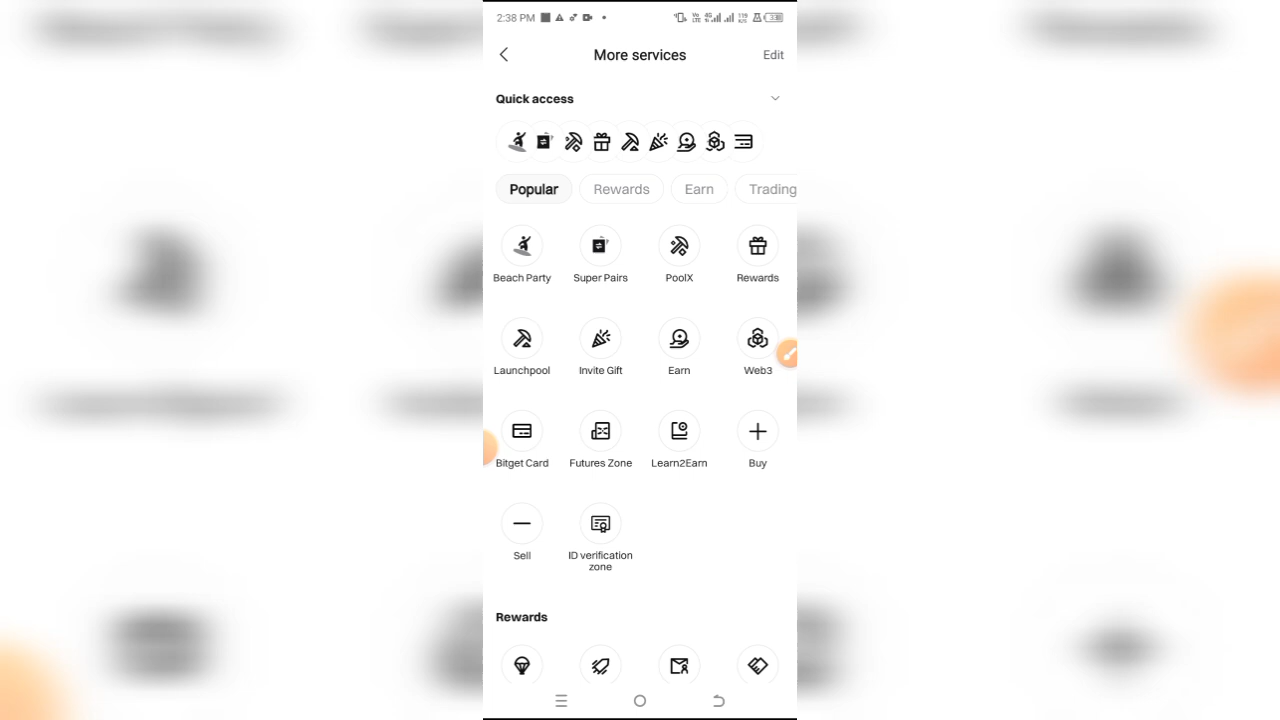 2:38 PM
More services
Edit
Quick access
Popular
Rewards
Earn
Trading
Beach Party
Super Pairs
PoolX
Rewards
Launchpool
Invite Gift
Earn
Web3
Bitget Card
Futures Zone
Learn2Earn
Buy
Sell
ID verification
zone
Rewards